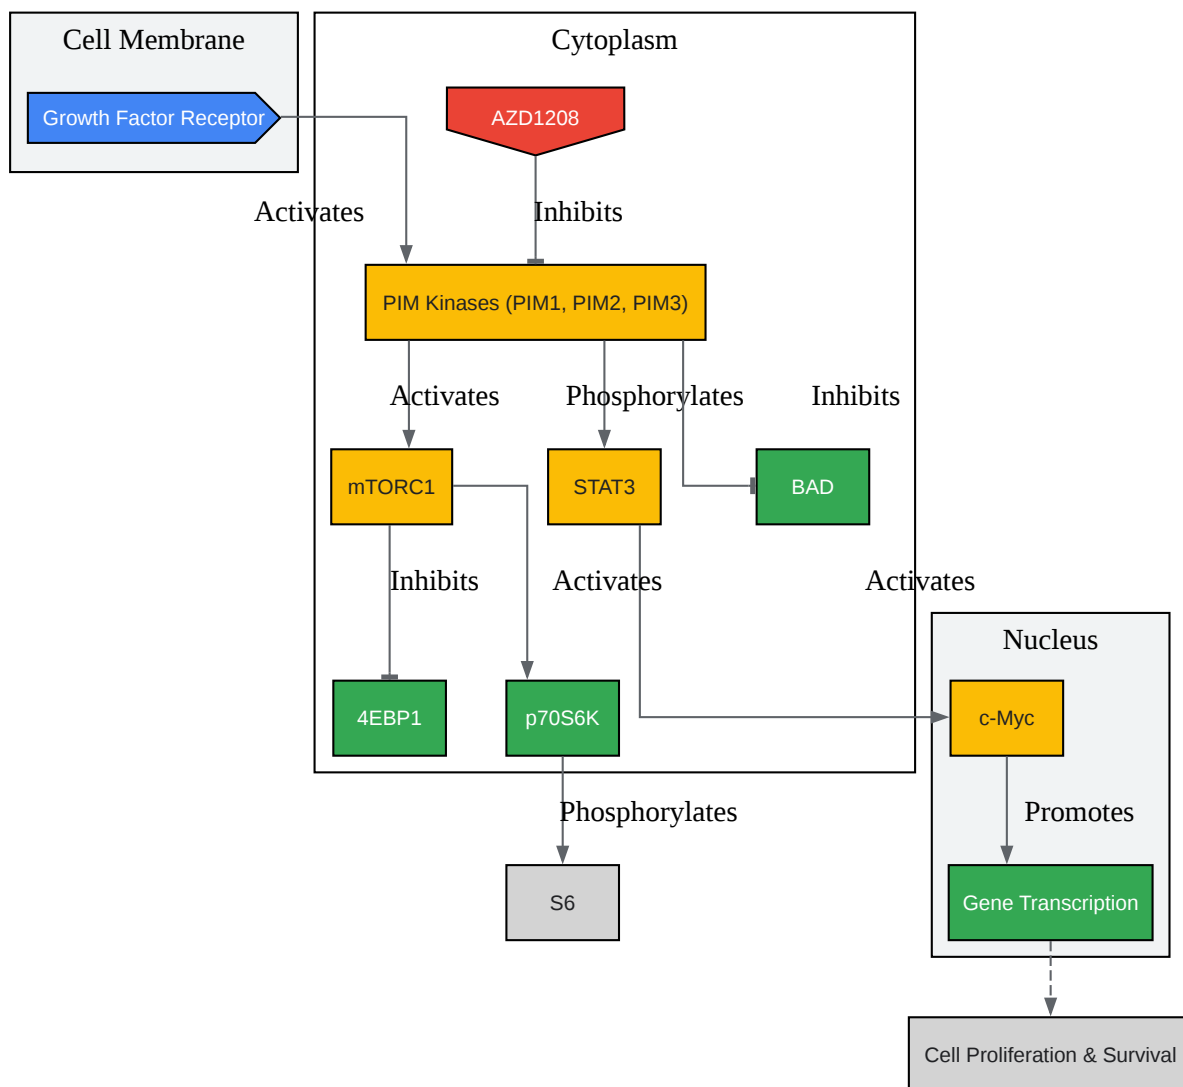 Cell Membrane
Cytoplasm
Growth Factor Receptor
AZD1208
Activates
Inhibits
PIM Kinases (PIM1, PIM2, PIM3)
Activates
Phosphorylates
Inhibits
mTORC1
STAT3
BAD
Inhibits
Activates
Activates
Nucleus
4EBP1
p70S6K
c-Myc
Phosphorylates
Promotes
S6
Gene Transcription
Cell Proliferation & Survival